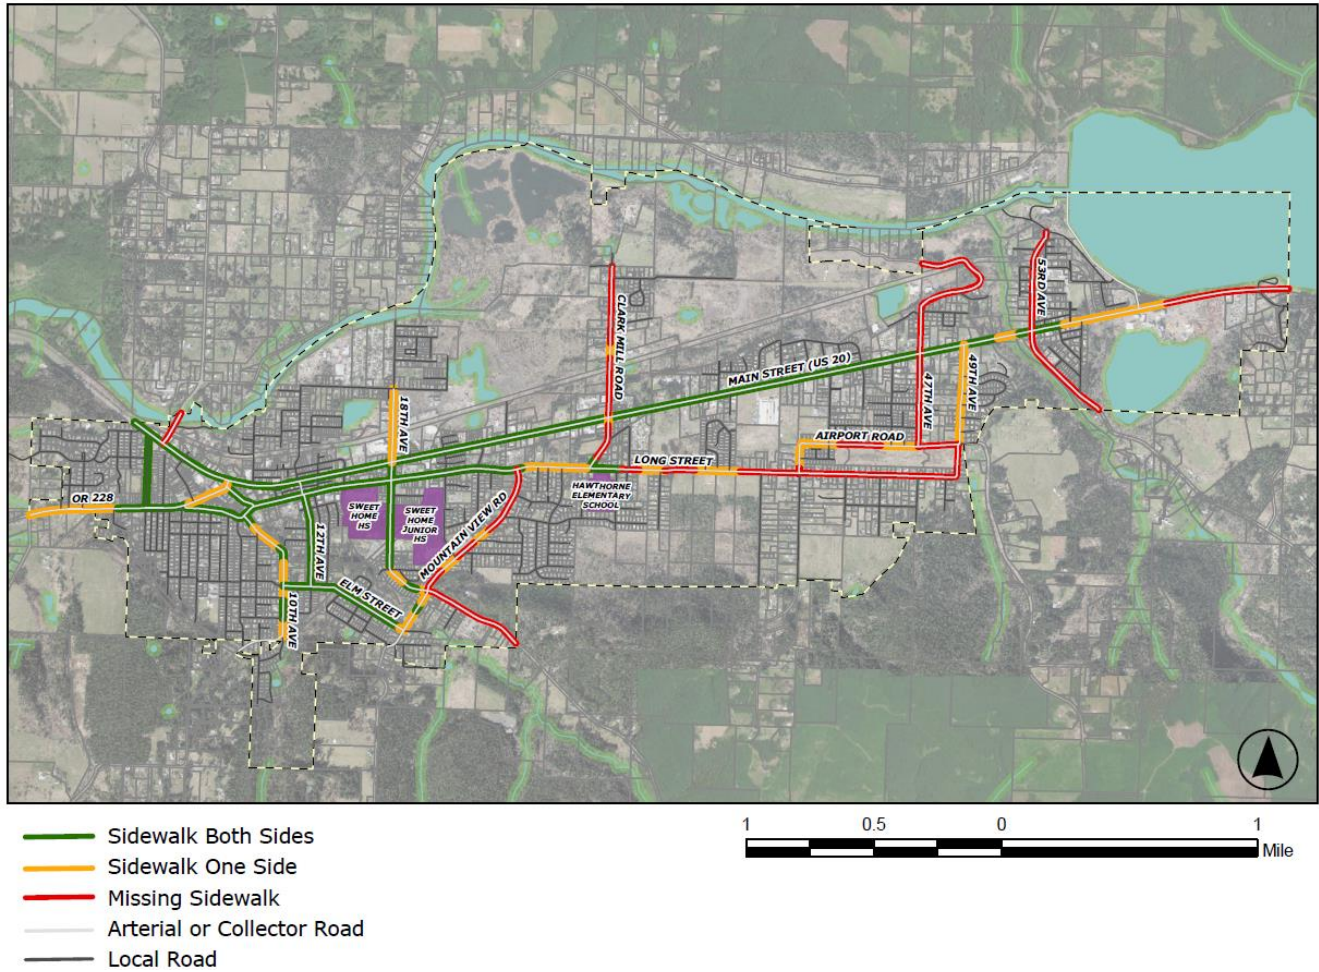 53RD AVE
CLARK MILL ROAD
MAIN STREET (US 20)
49TH AVE
47TH AVE
18TH AVE
AIRPORT ROAD
LONG STREET
HAWTHORNE
ELEMENTARY
SCHOOL
OR 228
SWEET
HOME
HS
SWEET
HOME
JUNIOR
HS
MOUNTAIN VIEW RD
12TH AVE
ELM STREET
10TH AVE
Sidewalk Both Sides
Sidewalk One Side
Missing Sidewalk
Arterial or Collector Road
Local Road
1 0.5 0 1
Mile